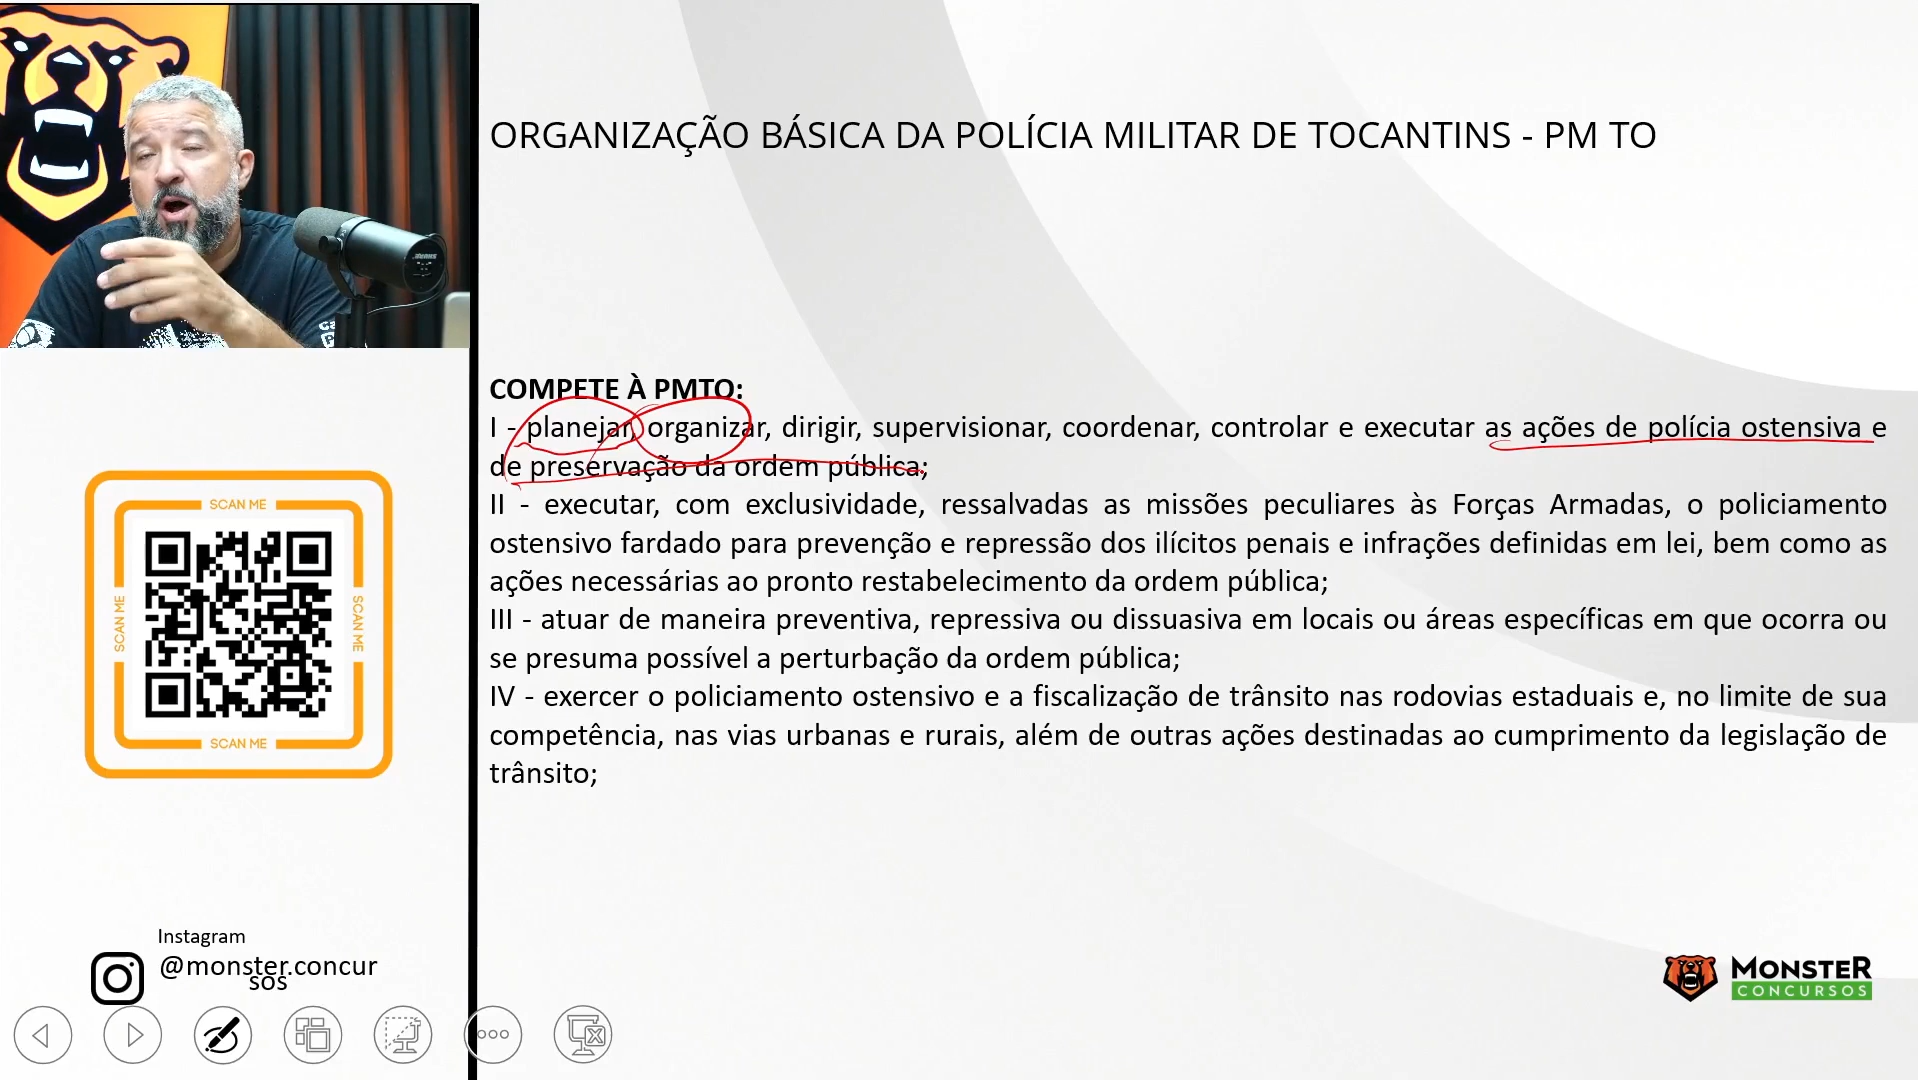 ORGANIZAÇÃO BÁSICA DA POLÍCIA MILITAR DE TOCANTINS - PM TO
COMPETE À PMTO:
I - planejar, organizar, dirigir, supervisionar, coordenar, controlar e executar as ações de polícia ostensiva e
de preservação da ordem pública;
II - executar, com exclusividade, ressalvadas as missões peculiares às Forças Armadas, o policiamento
ostensivo fardado para prevenção e repressão dos ilícitos penais e infrações definidas em lei, bem como as
ações necessárias ao pronto restabelecimento da ordem pública;
III - atuar de maneira preventiva, repressiva ou dissuasiva em locais ou áreas específicas em que ocorra ou
se presuma possível a perturbação da ordem pública;
IV - exercer o policiamento ostensivo e a fiscalização de trânsito nas rodovias estaduais e, no limite de sua
competência, nas vias urbanas e rurais, além de outras ações destinadas ao cumprimento da legislação de
trânsito;
SCAN ME
SCAN ME
SCAN ME
SCAN ME
Instagram
@monster.concur
sos
MONSTER
CONCURSOS